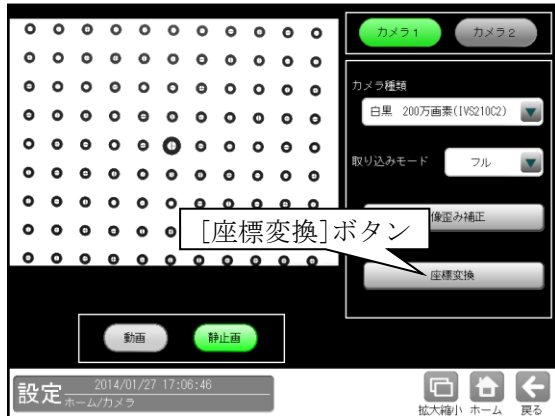 カメラ1
カメラ2
カメラ種類
白黒 200万画素(IVS210C2)
取り込みモード
フル
像歪み補正
[座標変換]ボタン
座標変換
動画
静止画
設定
2014/01/27 17:06:46
ホーム/カメラ
拡大縮小
ホーム
戻る